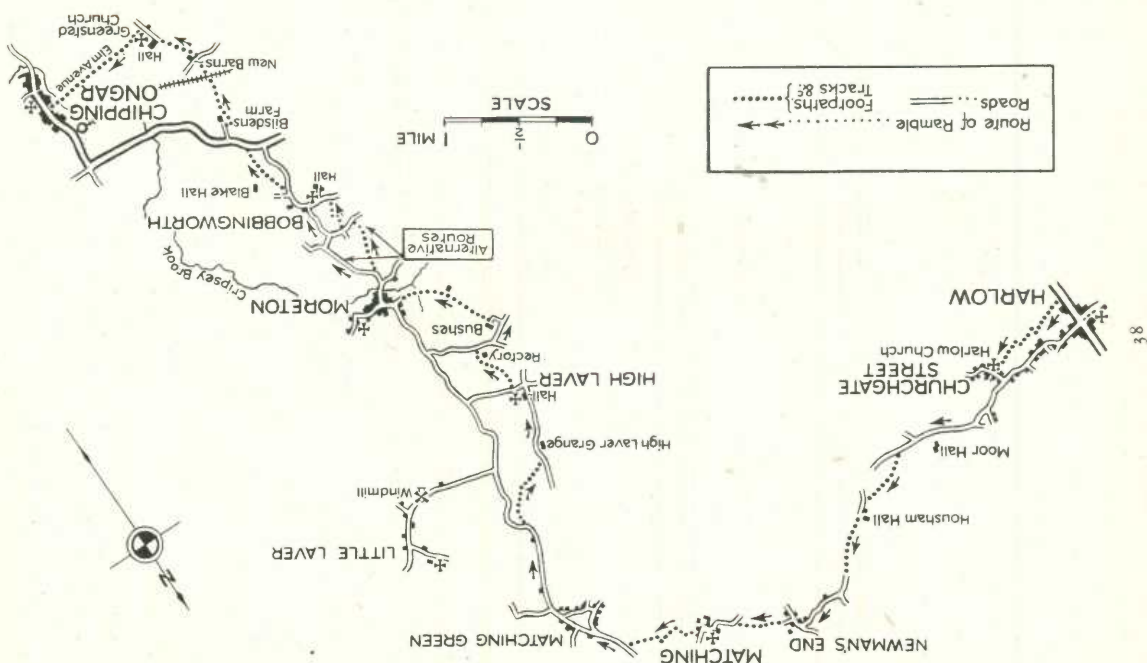 NEWMAN'S END
MATCHING
MATCHING GREEN
N
Housham Hall
LITTLE LAVER
Windmill
Moor Hall
High Laver Grange
CHURCHGATE
STREET
Harlow Church
HARLOW
38
Hall
HIGH LAVER
Rectory
Bushes
MORETON
Cripsey Brook
Alternative
Routes
BOBBINGWORTH
Hall
Blake Hall
Route of Ramble
Roads
Footpaths
Tracks &c.
0 ½ 1 MILE
SCALE
Bilsdens
Farm
CHIPPING
ONGAR
New Barns
Elm Avenue
Hall
Greensted
Church